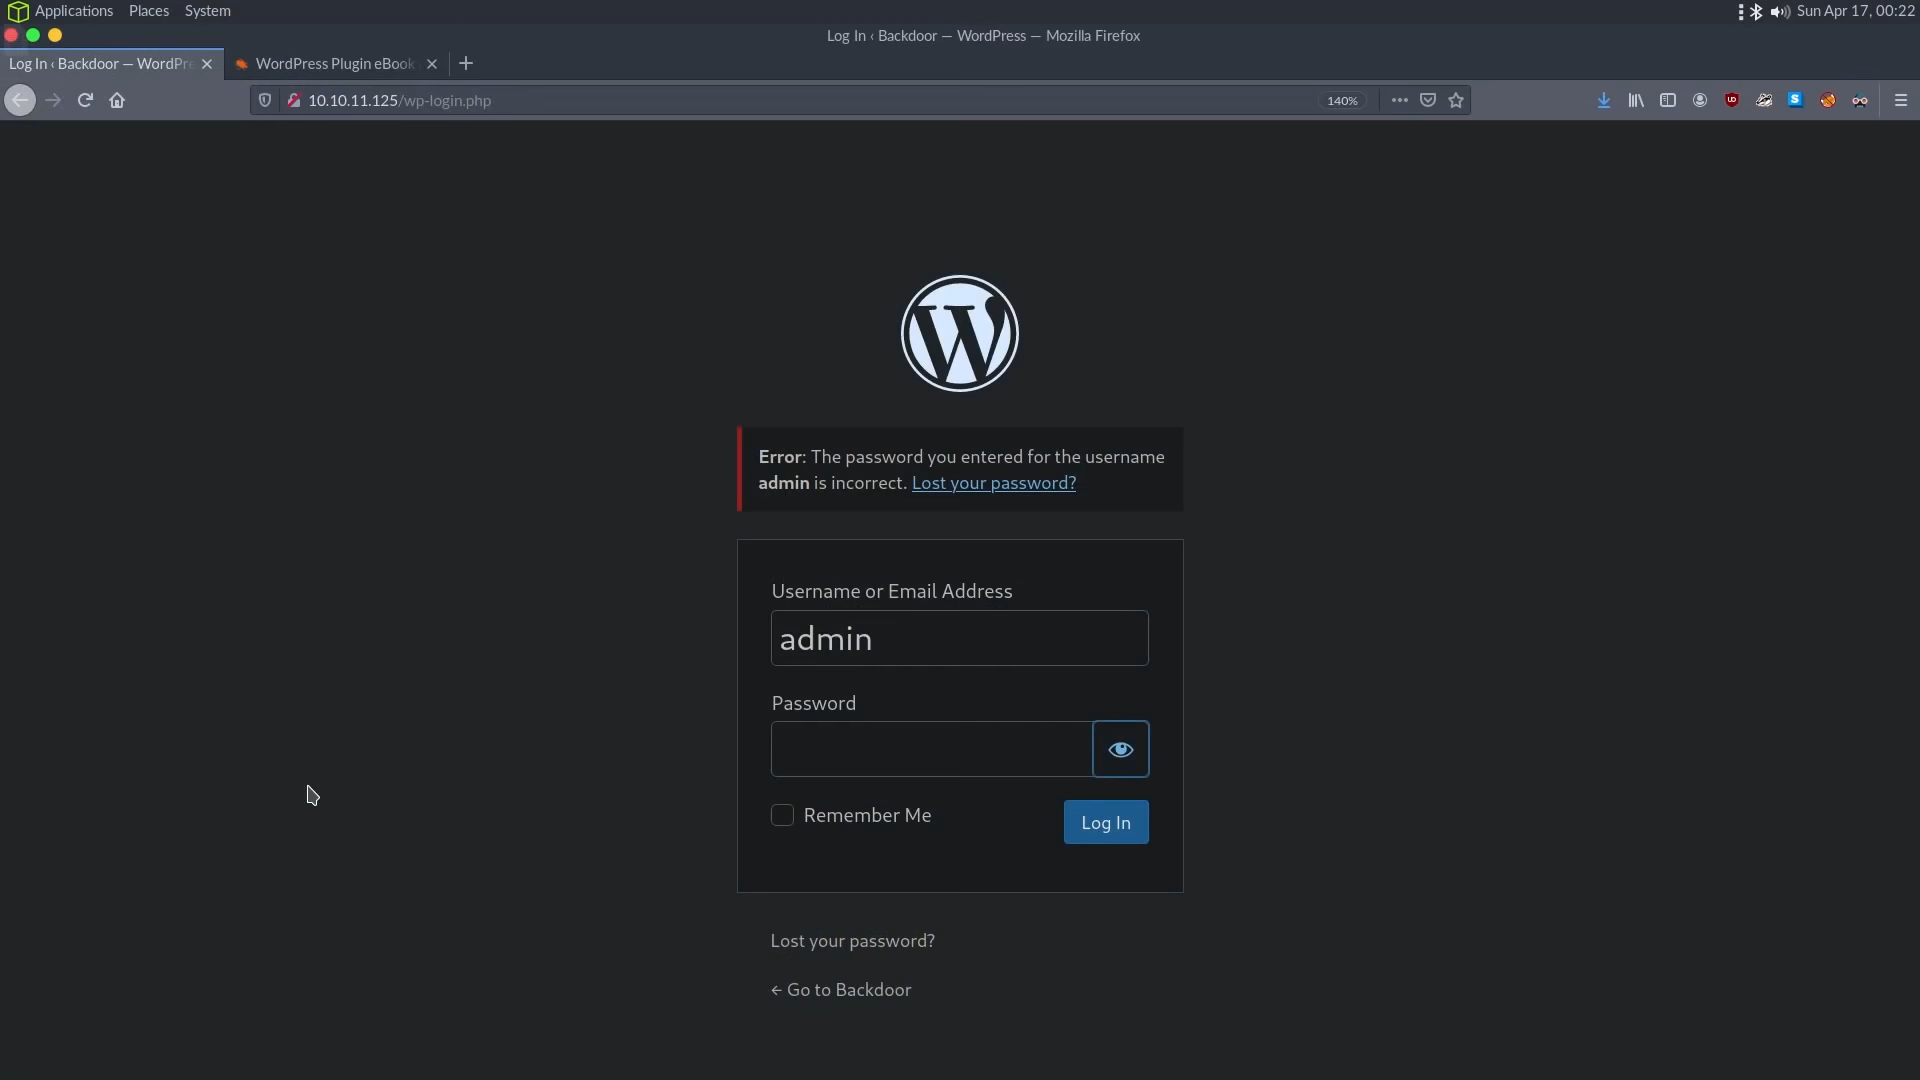 Applications Places System
Sun Apr 17, 00:22
Log In ‹ Backdoor — WordPress — Mozilla Firefox
Log In ‹ Backdoor — WordPre
WordPress Plugin eBook
10.10.11.125/wp-login.php
140%
Error: The password you entered for the username
admin is incorrect. Lost your password?
Username or Email Address
admin
Password
Remember Me
Log In
Lost your password?
← Go to Backdoor